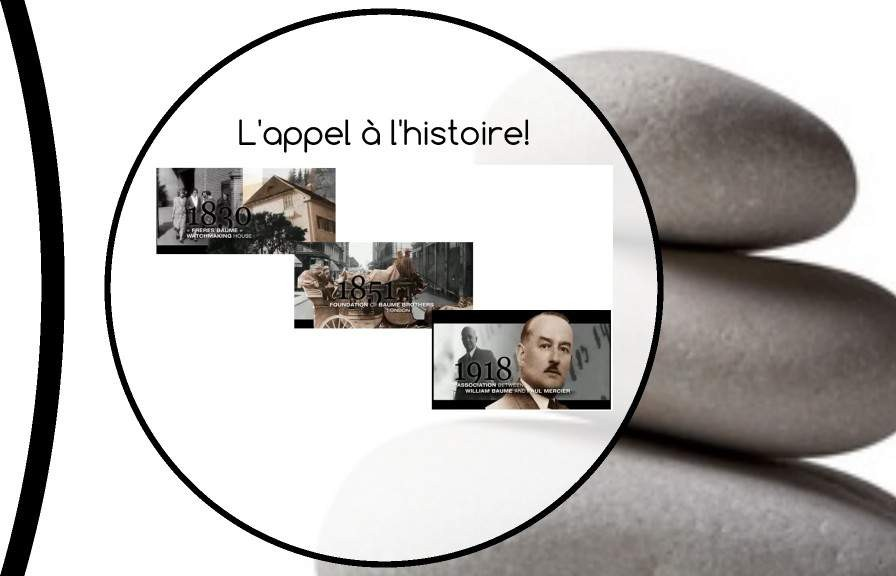 L'appel à l'histoire!
1830
« FRÈRES BAUME »
WATCHMAKING HOUSE
1851
FOUNDATION OF BAUME BROTHERS
LONDON
1918
ASSOCIATION BETWEEN
WILLIAM BAUME AND PAUL MERCIER